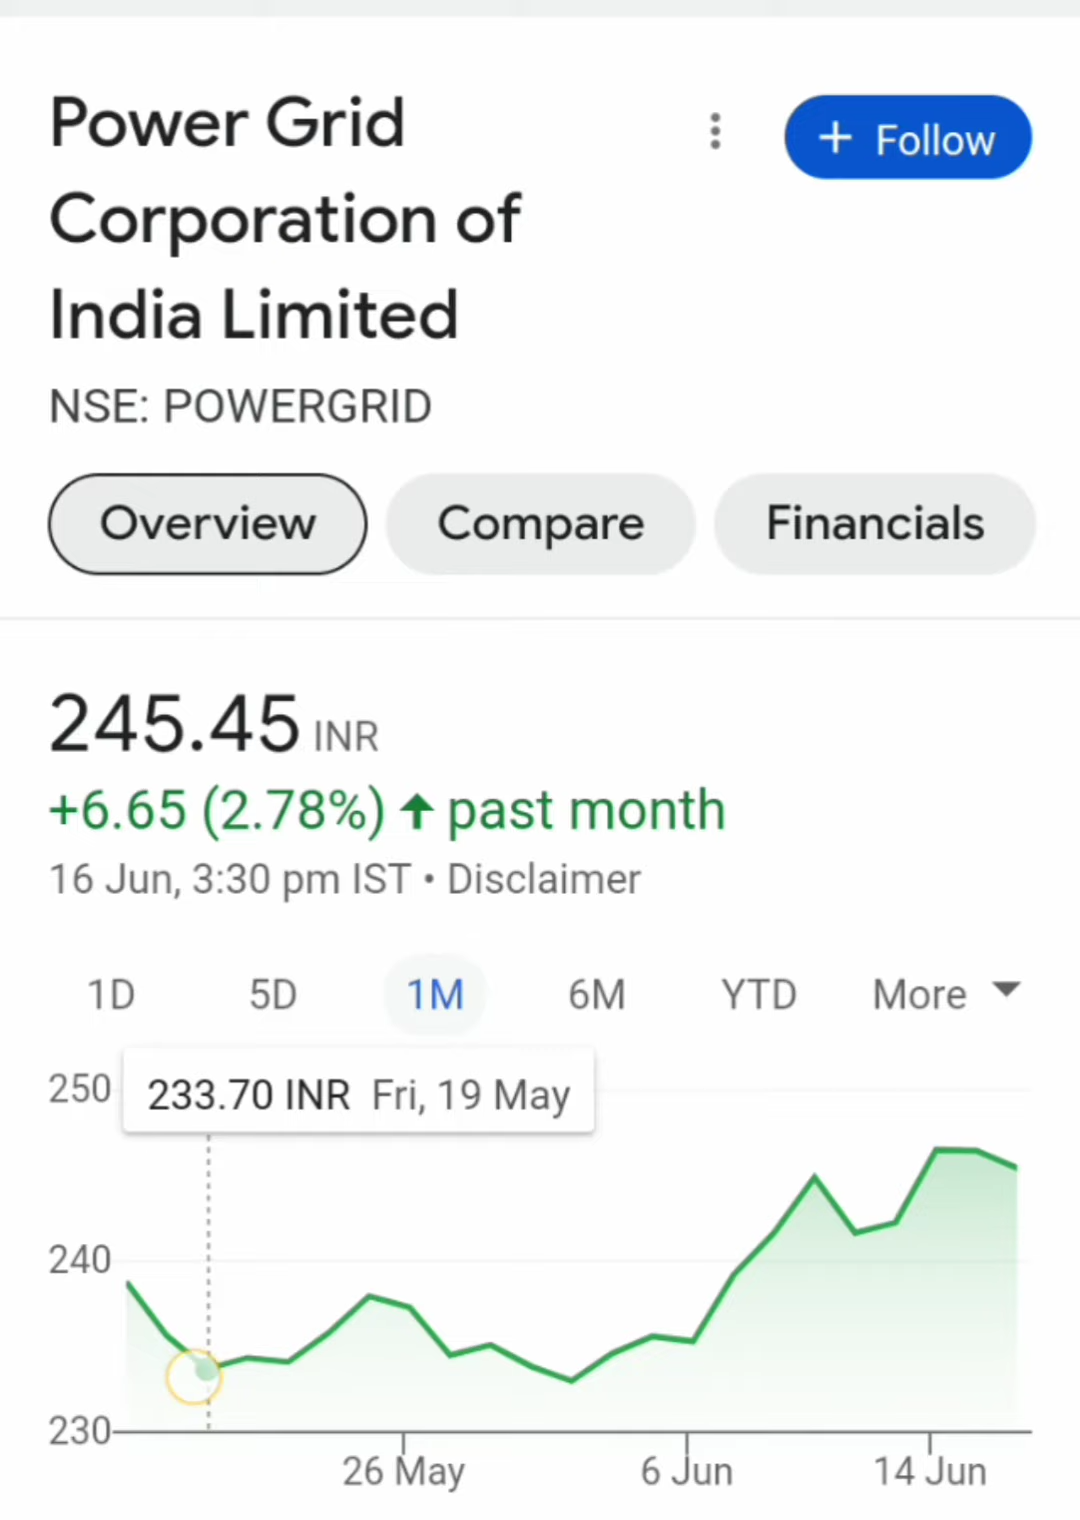 Power Grid
Corporation of
India Limited
+ Follow
NSE: POWERGRID
Overview
Compare
Financials
245.45 INR
+6.65 (2.78%) ↑ past month
16 Jun, 3:30 pm IST • Disclaimer
1D 5D 1M 6M YTD More
233.70 INR Fri, 19 May
250
240
230
26 May 6 Jun 14 Jun